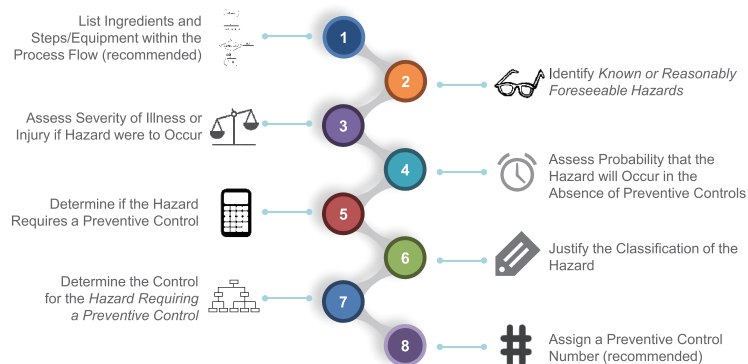 List Ingredients and
Steps/Equipment within the
Process Flow (recommended)
1
2
Identify Known or Reasonably
Foreseeable Hazards
Assess Severity of Illness or
Injury if Hazard were to Occur
3
4
Assess Probability that the
Hazard will Occur in the
Absence of Preventive Controls
Determine if the Hazard
Requires a Preventive Control
5
6
Justify the Classification of the
Hazard
Determine the Control
for the Hazard Requiring
a Preventive Control
7
8
#
Assign a Preventive Control
Number (recommended)